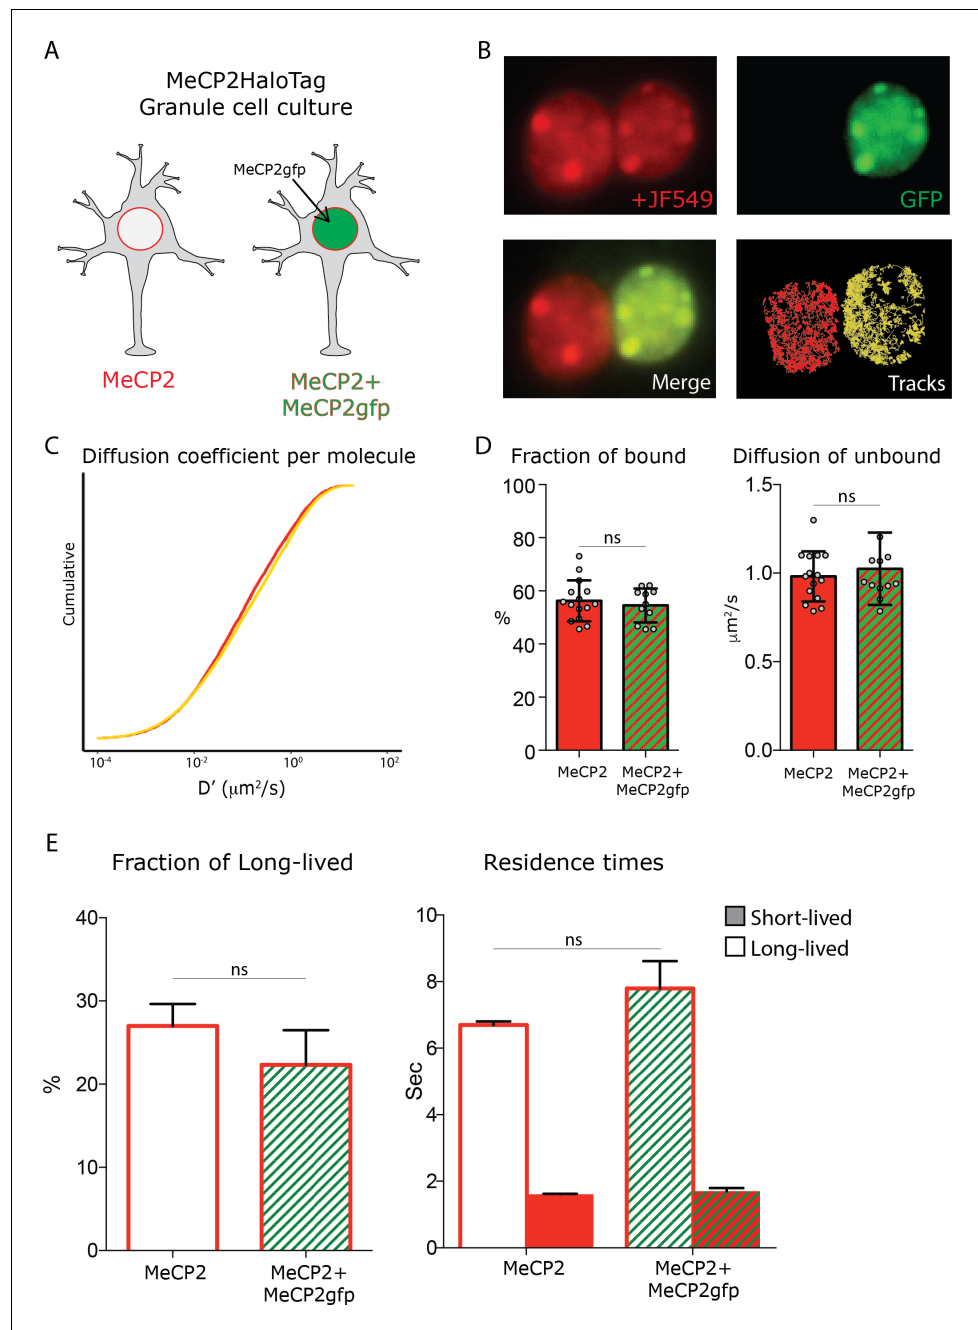 A
MeCP2HaloTag
Granule cell culture
MeCP2gfp
MeCP2
MeCP2+
MeCP2gfp
B
+JF549
GFP
Merge
Tracks
C
Diffusion coefficient per molecule
Cumulative
10-4
10-2
100
102
D' (μm2/s)
D
Fraction of bound
100
80
60
40
20
0
%
ns
MeCP2
MeCP2+
MeCP2gfp
Diffusion of unbound
1.5
1.0
0.5
0.0
μm2/s
ns
MeCP2
MeCP2+
MeCP2gfp
E
Fraction of Long-lived
40
30
20
10
0
%
ns
MeCP2
MeCP2+
MeCP2gfp
Residence times
10
8
6
4
2
0
Sec
ns
MeCP2
MeCP2+
MeCP2gfp
Short-lived
Long-lived